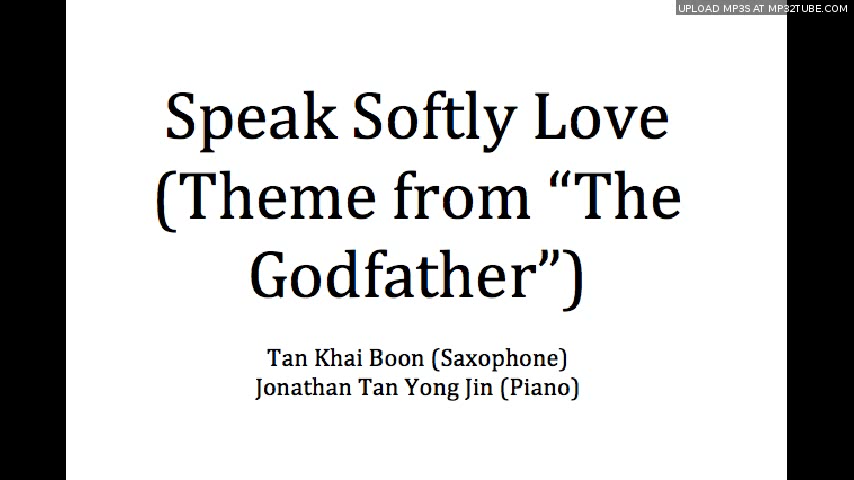 UPLOAD MP3S AT MP32TUBE.COM
Speak Softly Love
(Theme from “The
Godfather”)
Tan Khai Boon (Saxophone)
Jonathan Tan Yong Jin (Piano)